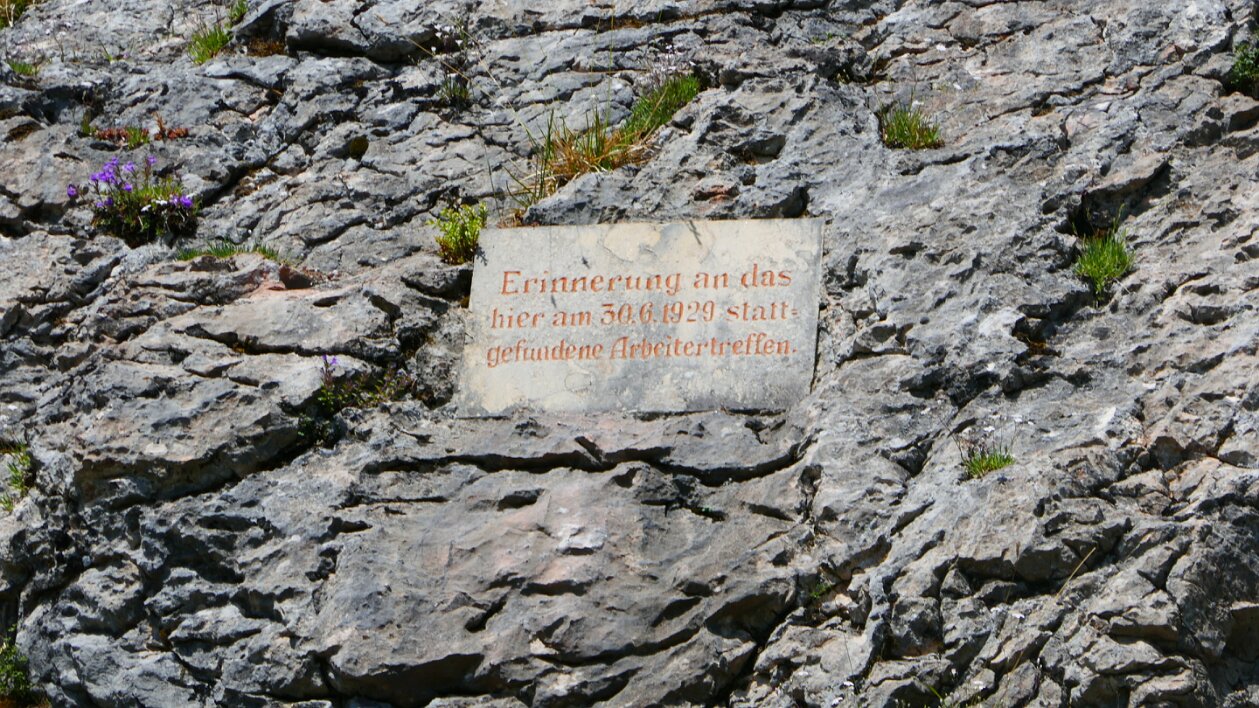 Erinnerung an das
hier am 30.6.1929 statt=
gefundene Arbeitertreffen.